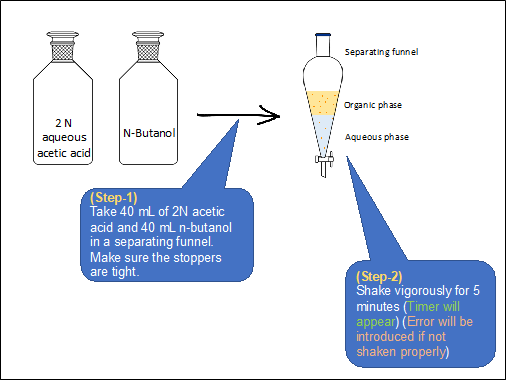 2 N
aqueous
acetic acid
N-Butanol
Separating funnel
Organic phase
Aqueous phase
(Step-1)
Take 40 mL of 2N acetic
acid and 40 mL n-butanol
in a separating funnel.
Make sure the stoppers
are tight.
(Step-2)
Shake vigorously for 5
minutes (Timer will
appear) (Error will be
introduced if not
shaken properly)